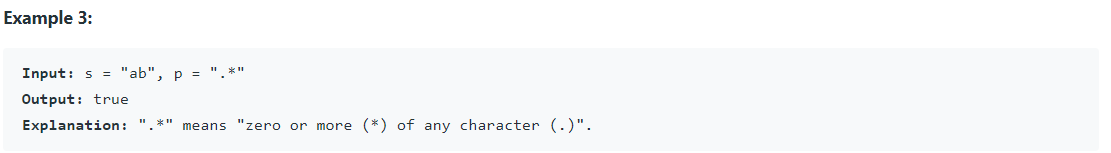 Example 3:
Input: s = "ab", p = ".*"
Output: true
Explanation: ".*" means "zero or more (*) of any character (.)".